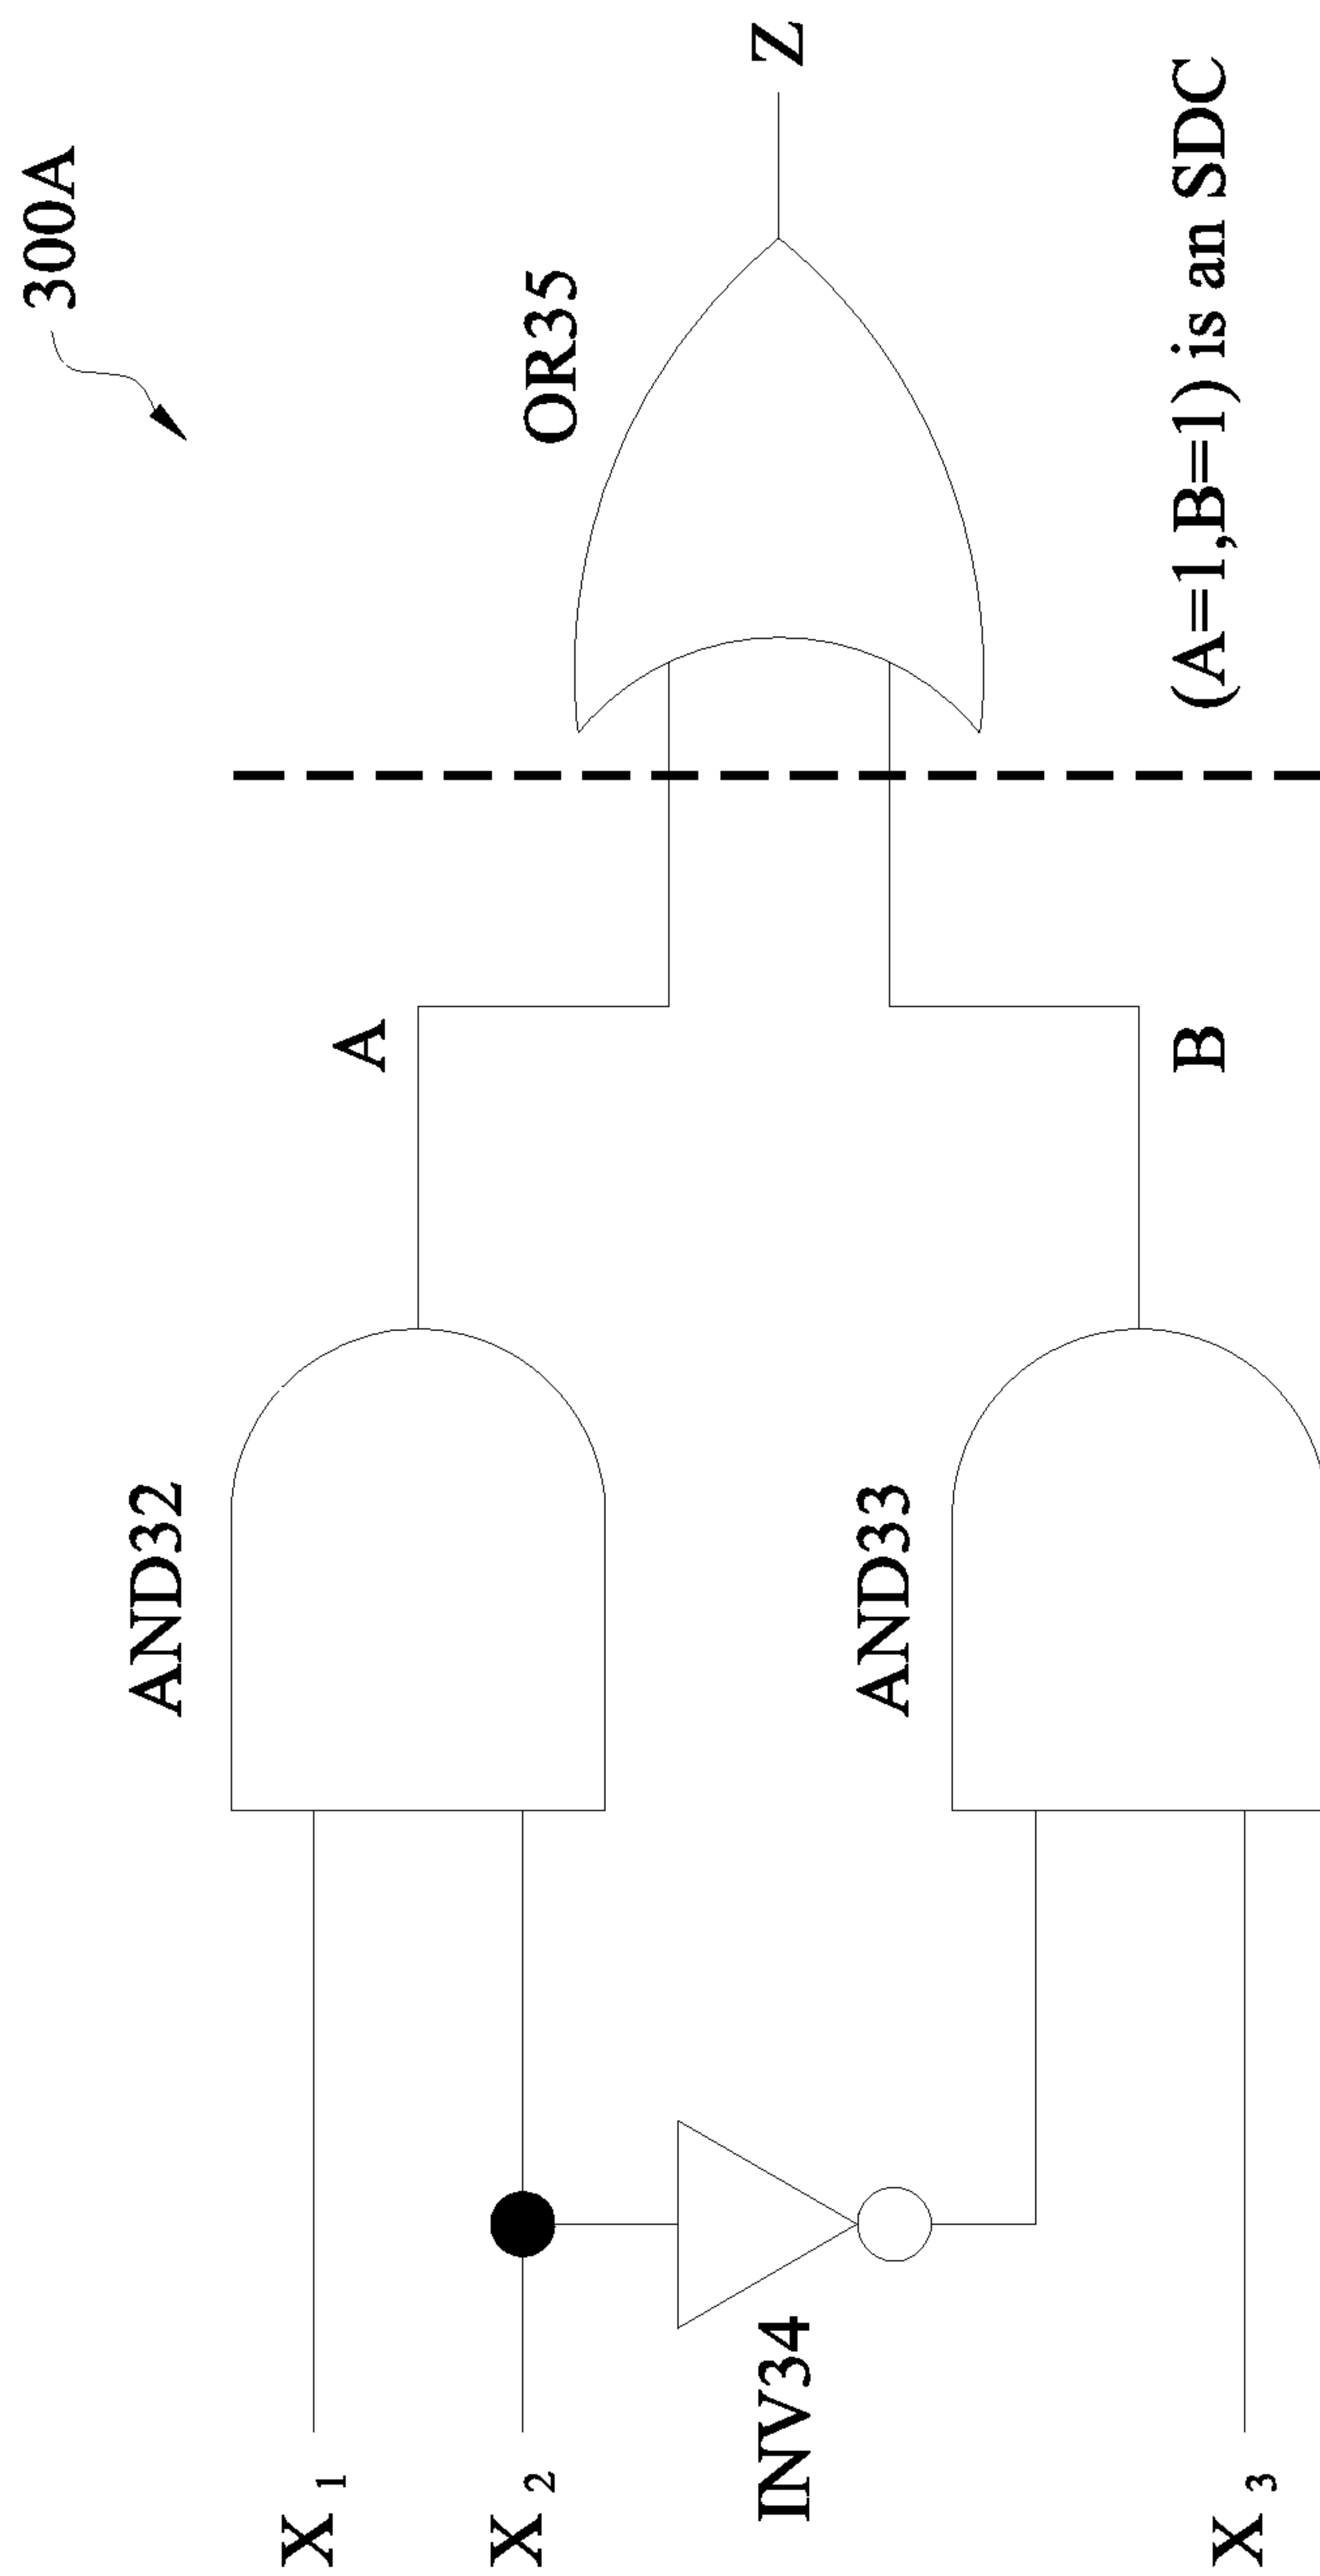 300A
AND32
X1
A
OR35
X2
Z
INV34
AND33
X3
B
(A=1,B=1) is an SDC